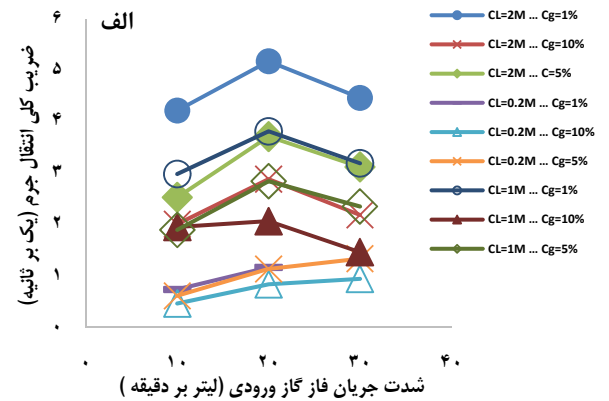 الف
ضریب کلی انتقال جرم (یک بر ثانیه)
۶
۵
۴
۳
۲
۱
۰
۰ ۱۰ ۲۰ ۳۰ ۴۰
شدت جریان فاز گاز ورودی (لیتر بر دقیقه )
CL=2M ... Cg=1%
CL=2M ... Cg=10%
CL=2M ... C=5%
CL=0.2M ... Cg=1%
CL=0.2M ... Cg=10%
CL=0.2M ... Cg=5%
CL=1M ... Cg=1%
CL=1M ... Cg=10%
CL=1M ... Cg=5%